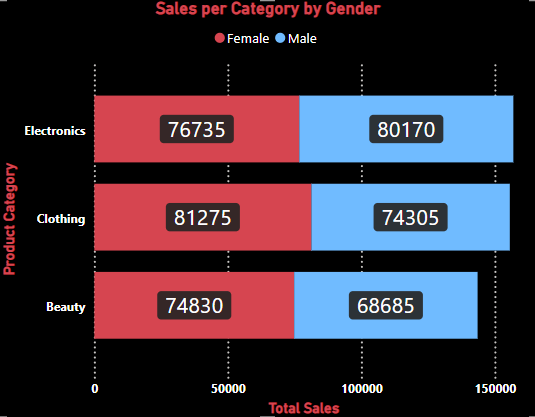 Sales per Category by Gender
Female Male
Electronics 76735 80170
Clothing 81275 74305
Beauty 74830 68685
0 50000 100000 150000
Product Category
Total Sales